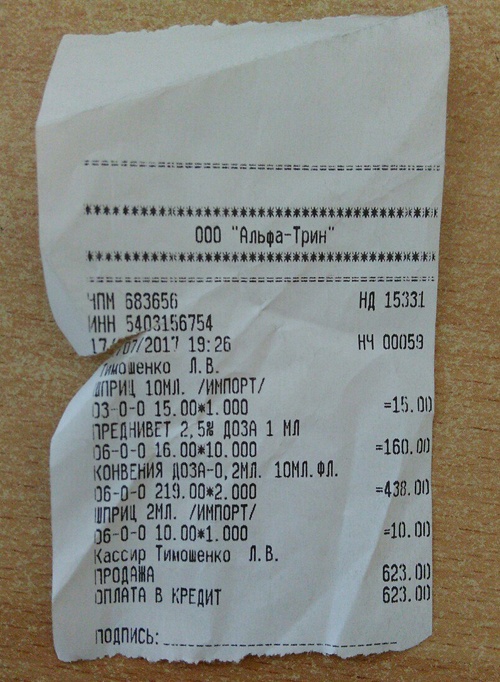 ООО "Альфа-Трин"
ЧПМ 683656 НД 15331
ИНН 5403156754
17/07/2017 19:26 НЧ 00059
Тимошенко Л.В.
ШПРИЦ 10МЛ. /ИМПОРТ/
03-0-0 15.00*1.000 =15.00
ПРЕДНИВЕТ 2,5% ДОЗА 1 МЛ
06-0-0 16.00*10.000 =160.00
КОНВЕНИЯ ДОЗА-0,2МЛ. 10МЛ.ФЛ.
06-0-0 219.00*2.000 =438.00
ШПРИЦ 2МЛ. /ИМПОРТ/
06-0-0 10.00*1.000 =10.00
Кассир Тимошенко Л.В.
ПРОДАЖА 623.00
ОПЛАТА В КРЕДИТ 623.00
ПОДПИСЬ: